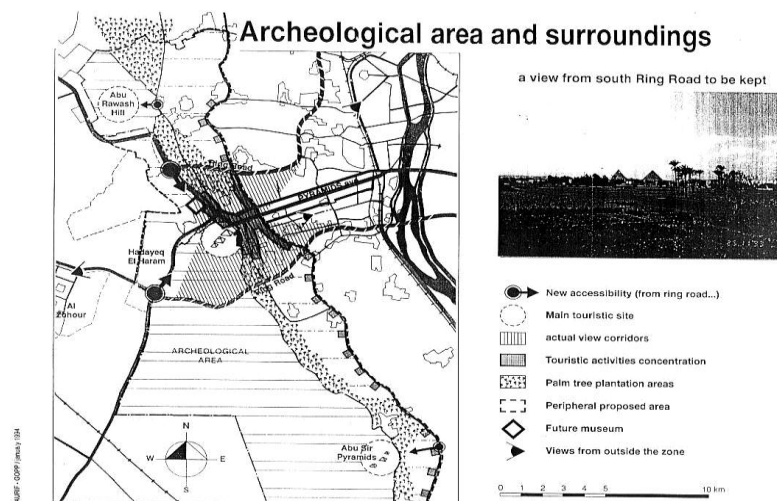 Archeological area and surroundings
a view from south Ring Road to be kept
Abu
Rawash
Hill
Ring Road
PYRAMIDS
Hadayeq
El Haram
Ring Road
Al
Zohour
ARCHEOLOGICAL
AREA
N
W
E
S
Abu Sir
Pyramids
New accessibility (from ring road...)
Main touristic site
actual view corridors
Touristic activities concentration
Palm tree plantation areas
Peripheral proposed area
Future museum
Views from outside the zone
0 1 2 3 4 5 10 km